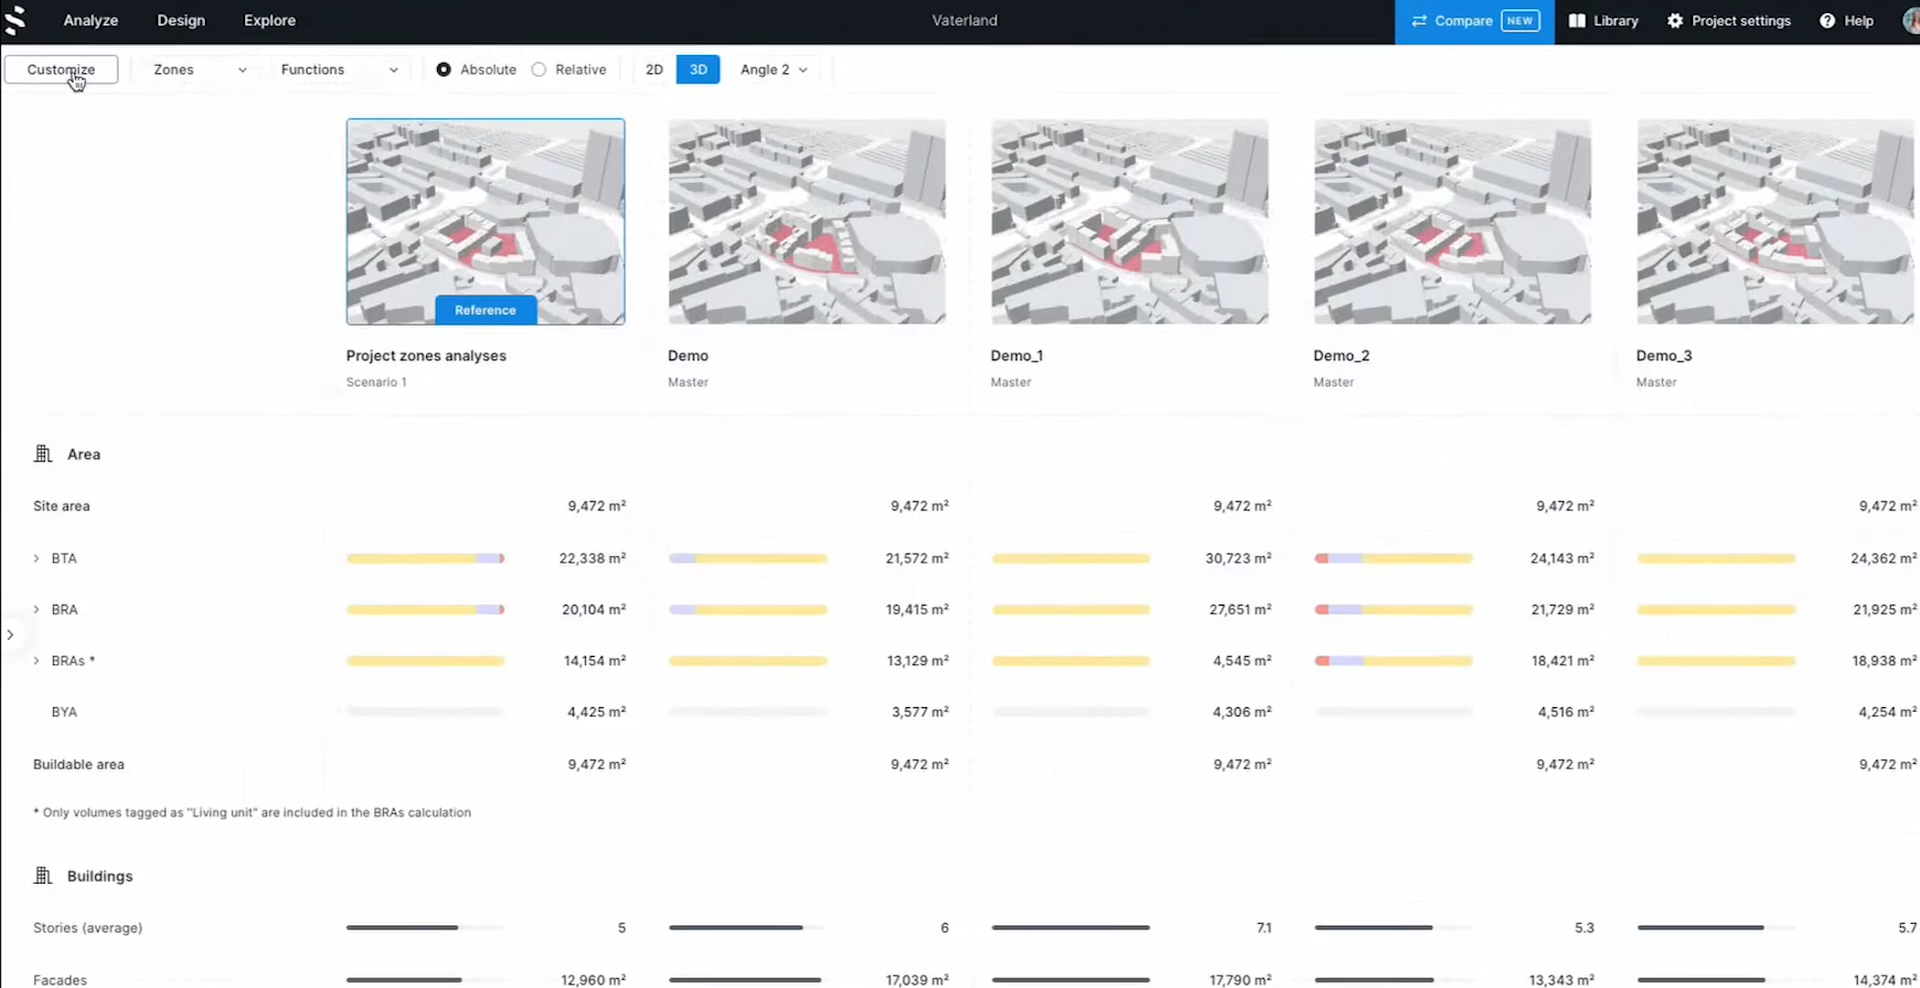 Analyze Design Explore Vaterland Compare NEW Library Project settings Help
Customize Zones Functions Absolute Relative 2D 3D Angle 2
Reference
Project zones analyses Demo Demo_1 Demo_2 Demo_3
Scenario 1 Master Master Master Master
Area
Site area 9,472 m² 9,472 m² 9,472 m² 9,472 m² 9,472 m²
BTA 22,338 m² 21,572 m² 30,723 m² 24,143 m² 24,362 m²
BRA 20,104 m² 19,415 m² 27,651 m² 21,729 m² 21,925 m²
BRAs * 14,154 m² 13,129 m² 4,545 m² 18,421 m² 18,938 m²
BYA 4,425 m² 3,577 m² 4,306 m² 4,516 m² 4,254 m²
Buildable area 9,472 m² 9,472 m² 9,472 m² 9,472 m² 9,472 m²
* Only volumes tagged as "Living unit" are included in the BRAs calculation
Buildings
Stories (average) 5 6 7.1 5.3 5.7
Facades 12,960 m² 17,039 m² 17,790 m² 13,343 m² 14,374 m²